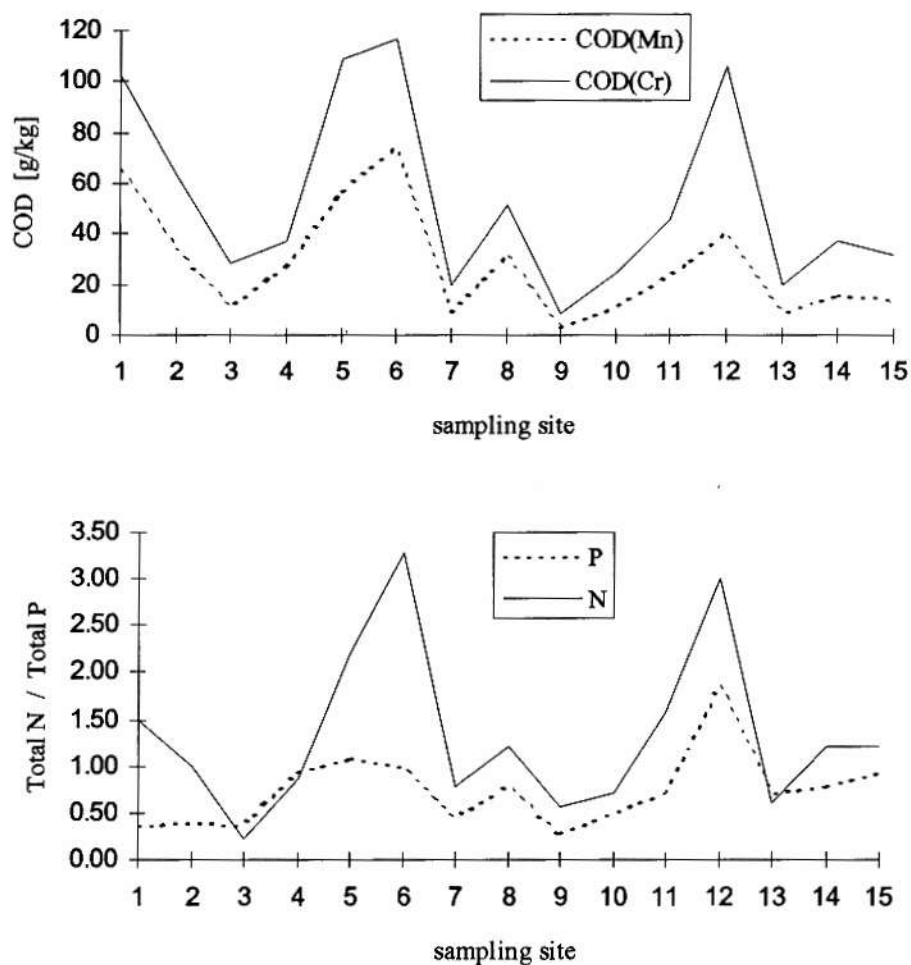 120
100
80
60
40
20
0
COD [g/kg]
COD(Mn)
COD(Cr)
1 2 3 4 5 6 7 8 9 10 11 12 13 14 15
sampling site
3.50
3.00
2.50
2.00
1.50
1.00
0.50
0.00
Total N / Total P
P
N
1 2 3 4 5 6 7 8 9 10 11 12 13 14 15
sampling site